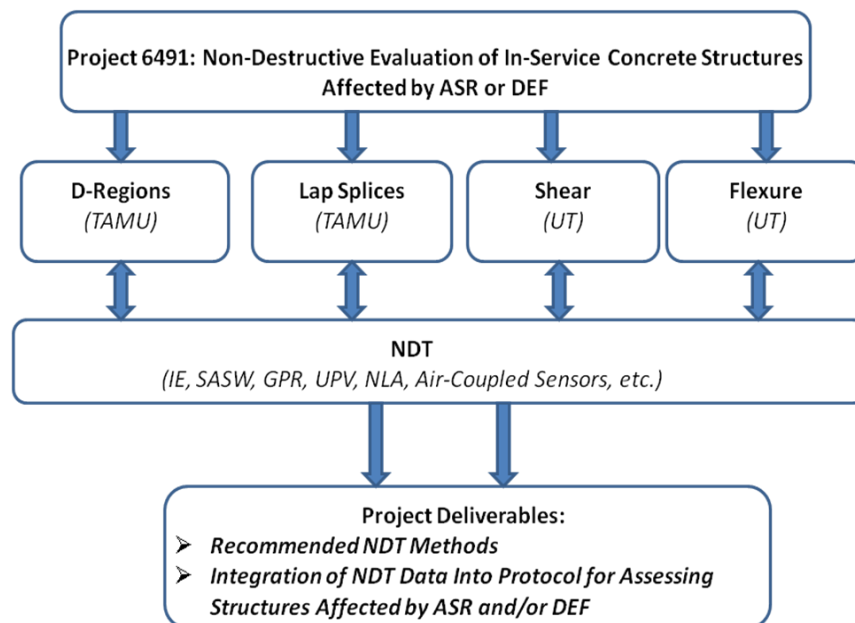 Project 6491: Non-Destructive Evaluation of In-Service Concrete Structures
Affected by ASR or DEF
D-Regions
(TAMU)
Lap Splices
(TAMU)
Shear
(UT)
Flexure
(UT)
NDT
(IE, SASW, GPR, UPV, NLA, Air-Coupled Sensors, etc.)
Project Deliverables:
➢ Recommended NDT Methods
➢ Integration of NDT Data Into Protocol for Assessing
Structures Affected by ASR and/or DEF